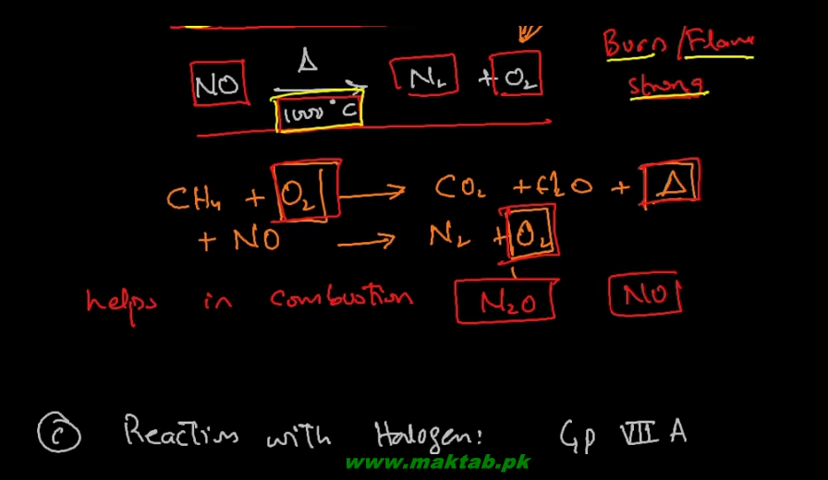 Burn/Flame
NO Δ N₂ + O₂
1000°C
strong
CH₄ + O₂ → CO₂ + H₂O + Δ
+ NO → N₂ + O₂
helps in combustion N₂O NO
(c) Reaction with Halogen: Gp VII A
www.maktab.pk